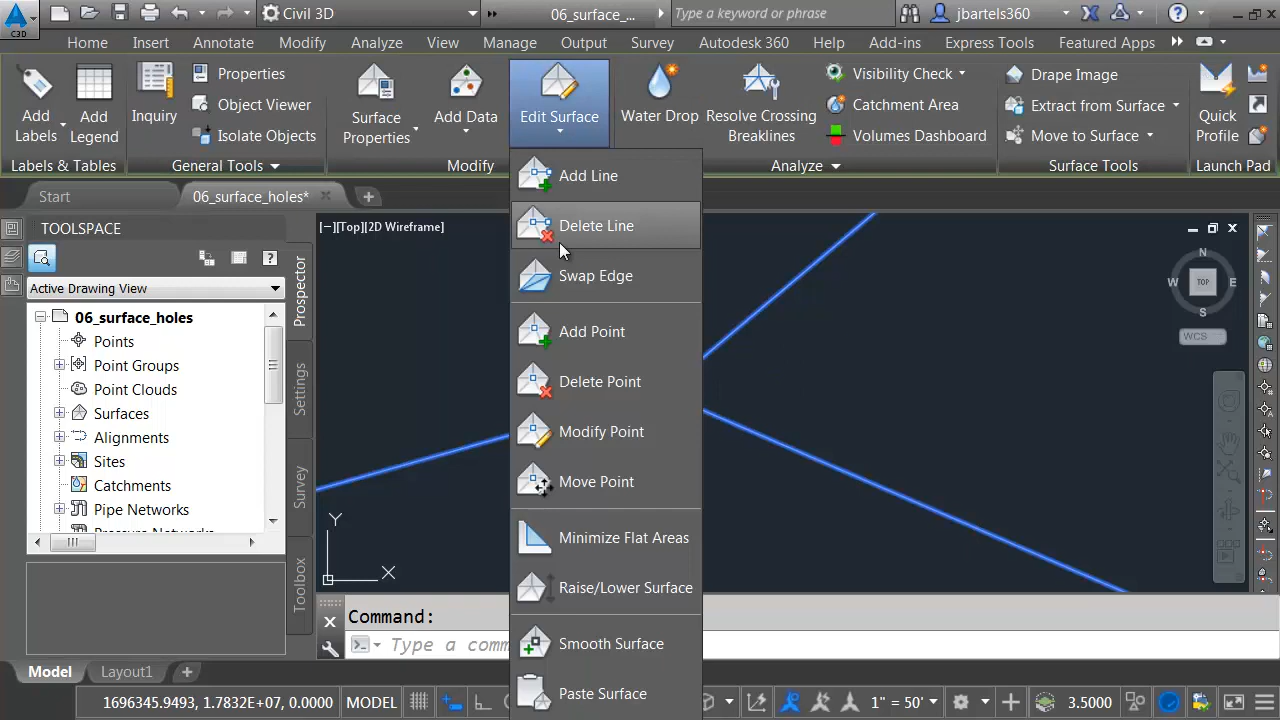 C3D
Civil 3D
06_surface_...
Type a keyword or phrase
jbartels360
Home
Insert
Annotate
Modify
Analyze
View
Manage
Output
Survey
Autodesk 360
Help
Add-ins
Express Tools
Featured Apps
Add Labels
Add Legend
Labels & Tables
Inquiry
Properties
Object Viewer
Isolate Objects
General Tools
Surface Properties
Add Data
Edit Surface
Modify
Water Drop
Resolve Crossing Breaklines
Visibility Check
Catchment Area
Volumes Dashboard
Analyze
Drape Image
Extract from Surface
Move to Surface
Surface Tools
Quick Profile
Launch Pad
Start
06_surface_holes*
TOOLSPACE
Active Drawing View
06_surface_holes
Points
Point Groups
Point Clouds
Surfaces
Alignments
Sites
Catchments
Pipe Networks
Pressure Networks
Prospector
Settings
Survey
Toolbox
[−][Top][2D Wireframe]
Add Line
Delete Line
Swap Edge
Add Point
Delete Point
Modify Point
Move Point
Minimize Flat Areas
Raise/Lower Surface
Smooth Surface
Paste Surface
N
W
TOP
E
S
WCS
Y
X
Command:
Type a comm
Model
Layout1
1696345.9493, 1.7832E+07, 0.0000
MODEL
1" = 50'
3.5000